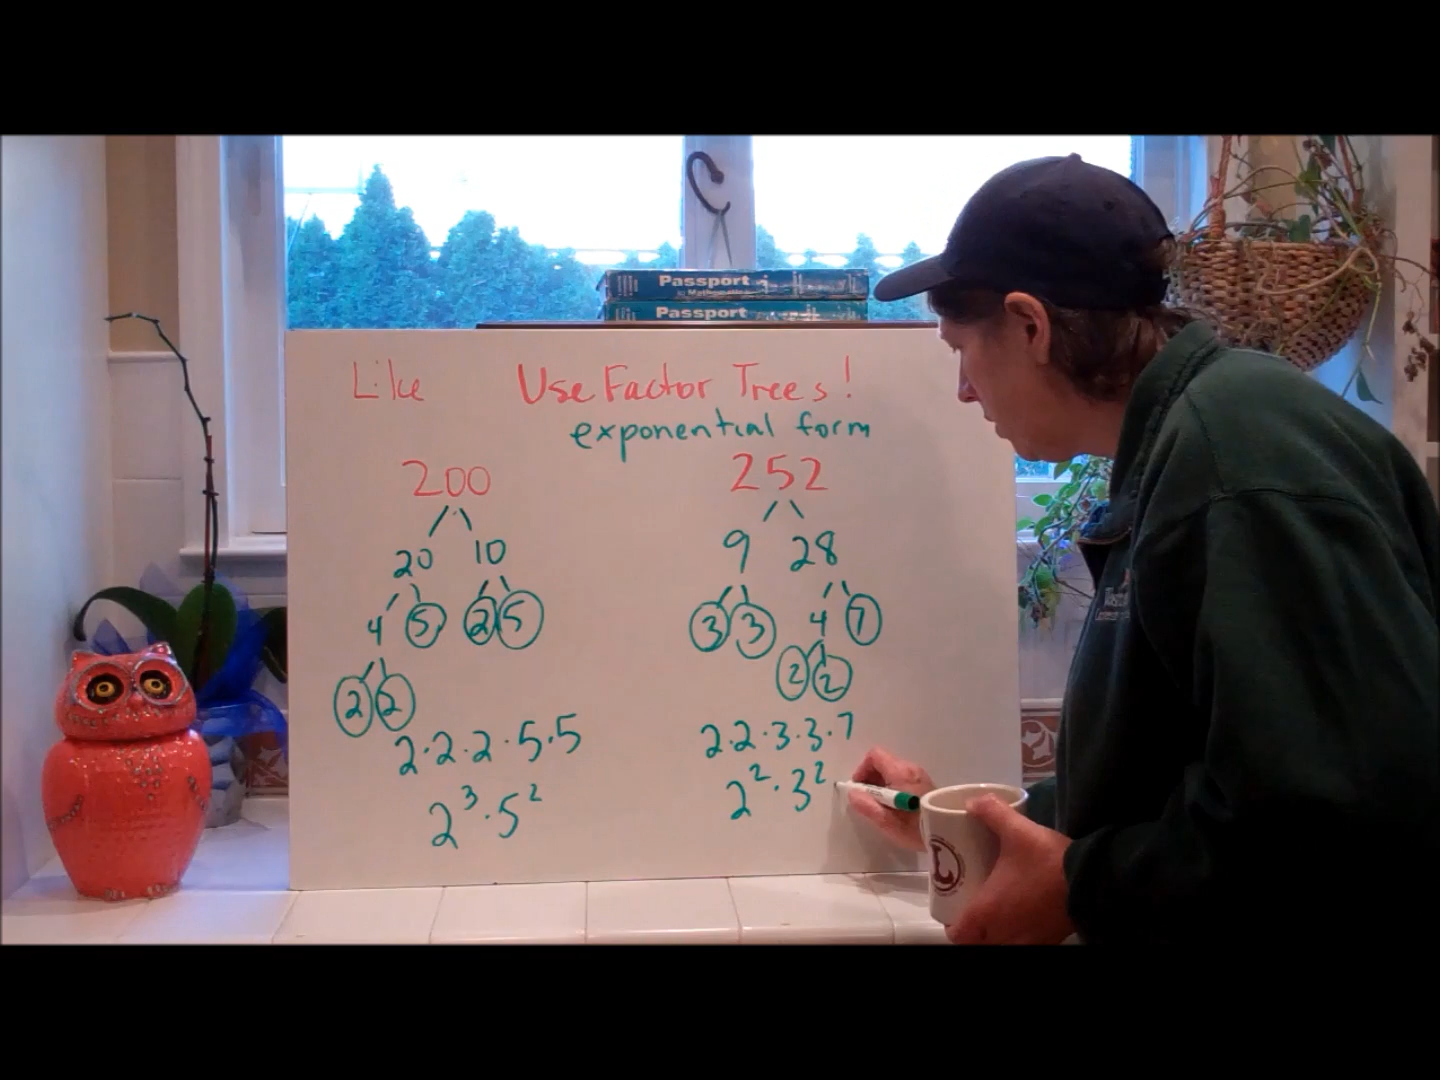 Passport
to Mathematics
Passport
Like Use Factor Trees!
exponential form
200 252
20 10 9 28
4 5 2 5 3 3 4 7
2 2 2 2
2·2·2·5·5 2·2·3·3·7
2³·5² 2²·3²
L